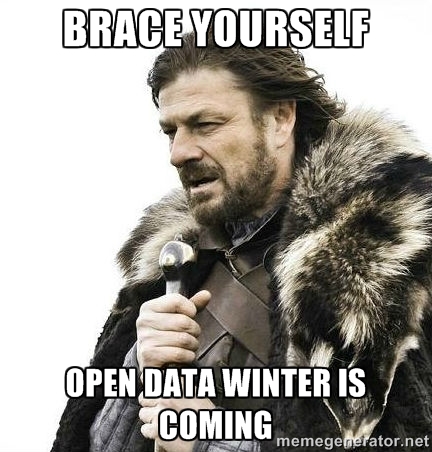 BRACE YOURSELF
OPEN DATA WINTER IS
COMING
memegenerator.net